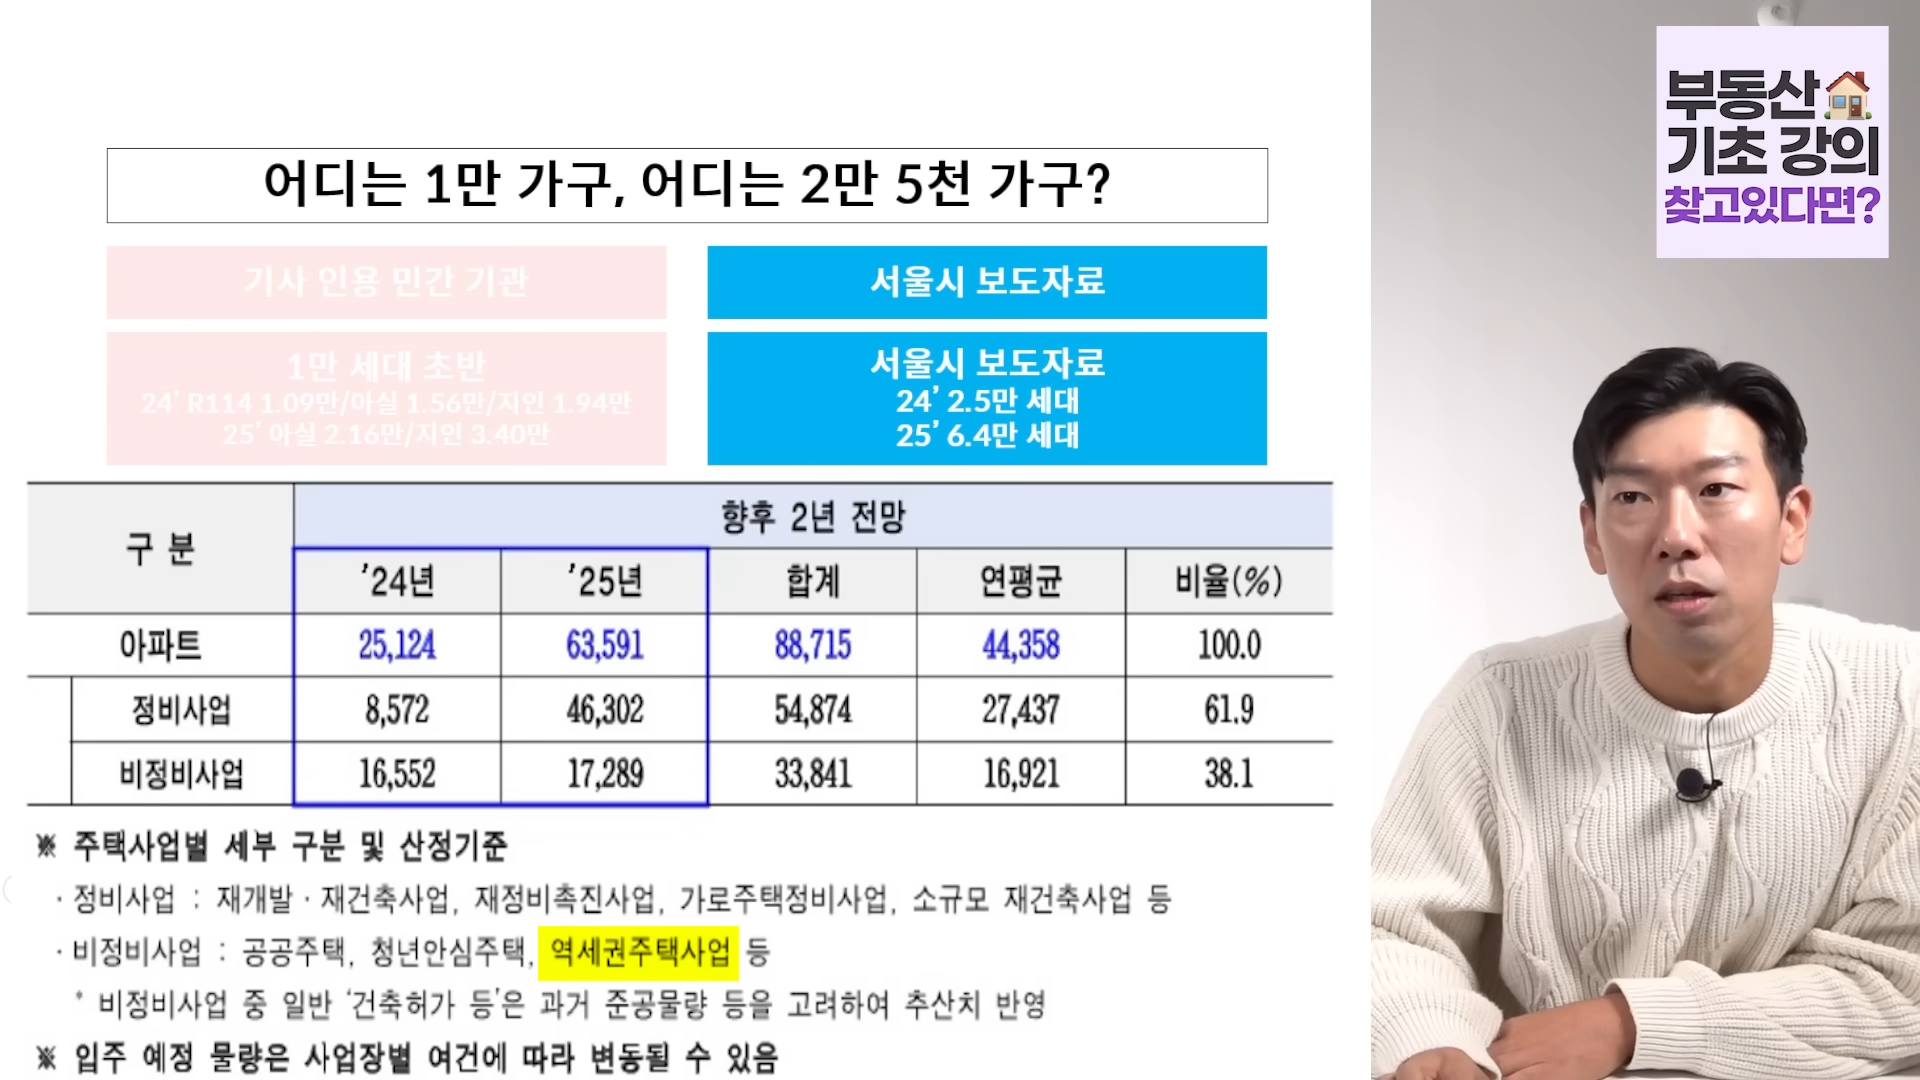 부동산
기초 강의
찾고있다면?
어디는 1만 가구, 어디는 2만 5천 가구?
기사 인용 민간 기관
서울시 보도자료
1만 세대 초반
24’ R114 1.09만/아실 1.56만/지인 1.94만
25’ 아실 2.16만/지인 3.40만
서울시 보도자료
24’ 2.5만 세대
25’ 6.4만 세대
구 분 향후 2년 전망
’24년 ’25년 합계 연평균 비율(%)
아파트 25,124 63,591 88,715 44,358 100.0
정비사업 8,572 46,302 54,874 27,437 61.9
비정비사업 16,552 17,289 33,841 16,921 38.1
※ 주택사업별 세부 구분 및 산정기준
· 정비사업 : 재개발 · 재건축사업, 재정비촉진사업, 가로주택정비사업, 소규모 재건축사업 등
· 비정비사업 : 공공주택, 청년안심주택, 역세권주택사업 등
* 비정비사업 중 일반 ‘건축허가 등’은 과거 준공물량 등을 고려하여 추산치 반영
※ 입주 예정 물량은 사업장별 여건에 따라 변동될 수 있음